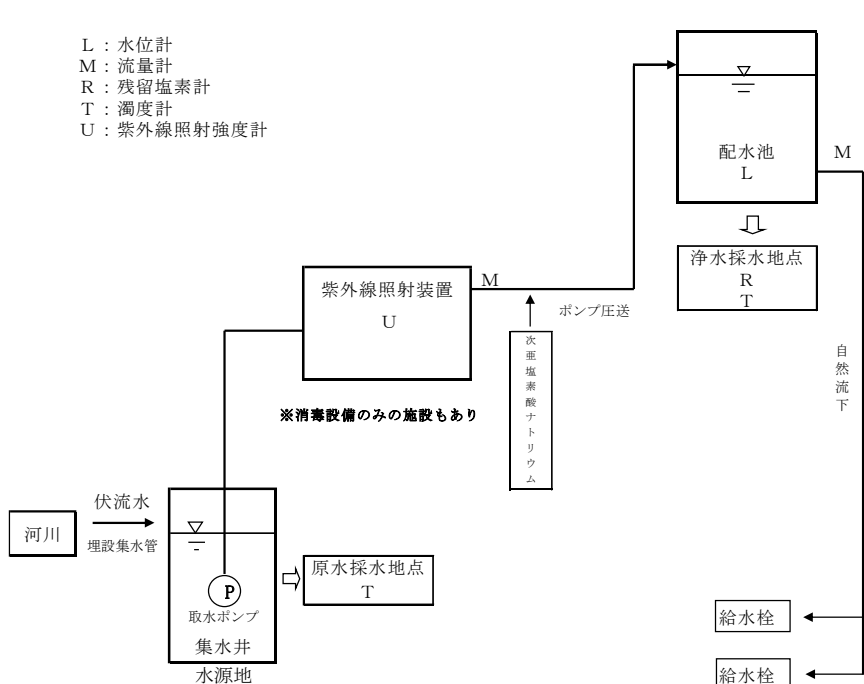 L：水位計
M：流量計
R：残留塩素計
T：濁度計
U：紫外線照射強度計
配水池
L
M
浄水採水地点
R
T
紫外線照射装置
U
M
ポンプ圧送
次亜塩素酸ナトリウム
自然流下
※消毒設備のみの施設もあり
河川
伏流水
埋設集水管
P
取水ポンプ
集水井
水源地
原水採水地点
T
給水栓
給水栓